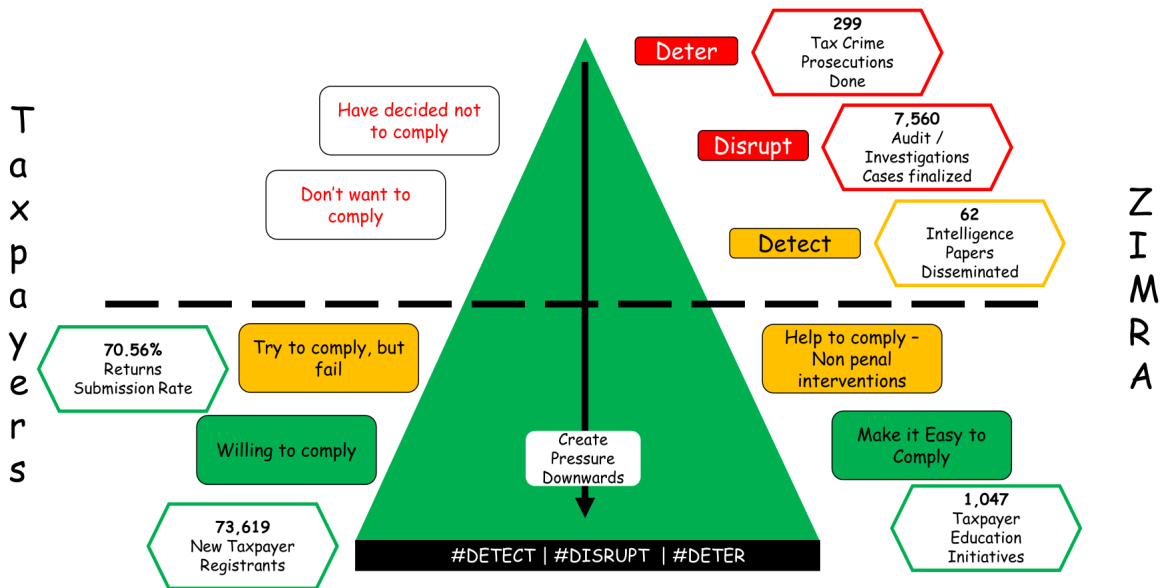 Taxpayers
299
Tax Crime
Prosecutions
Done
Deter
Have decided not
to comply
7,560
Audit /
Investigations
Cases finalized
Disrupt
Don't want to
comply
62
Intelligence
Papers
Disseminated
Detect
ZIMRA
70.56%
Returns
Submission Rate
Try to comply, but
fail
Help to comply –
Non penal
interventions
Willing to comply
Create
Pressure
Downwards
Make it Easy to
Comply
73,619
New Taxpayer
Registrants
1,047
Taxpayer
Education
Initiatives
#DETECT | #DISRUPT | #DETER